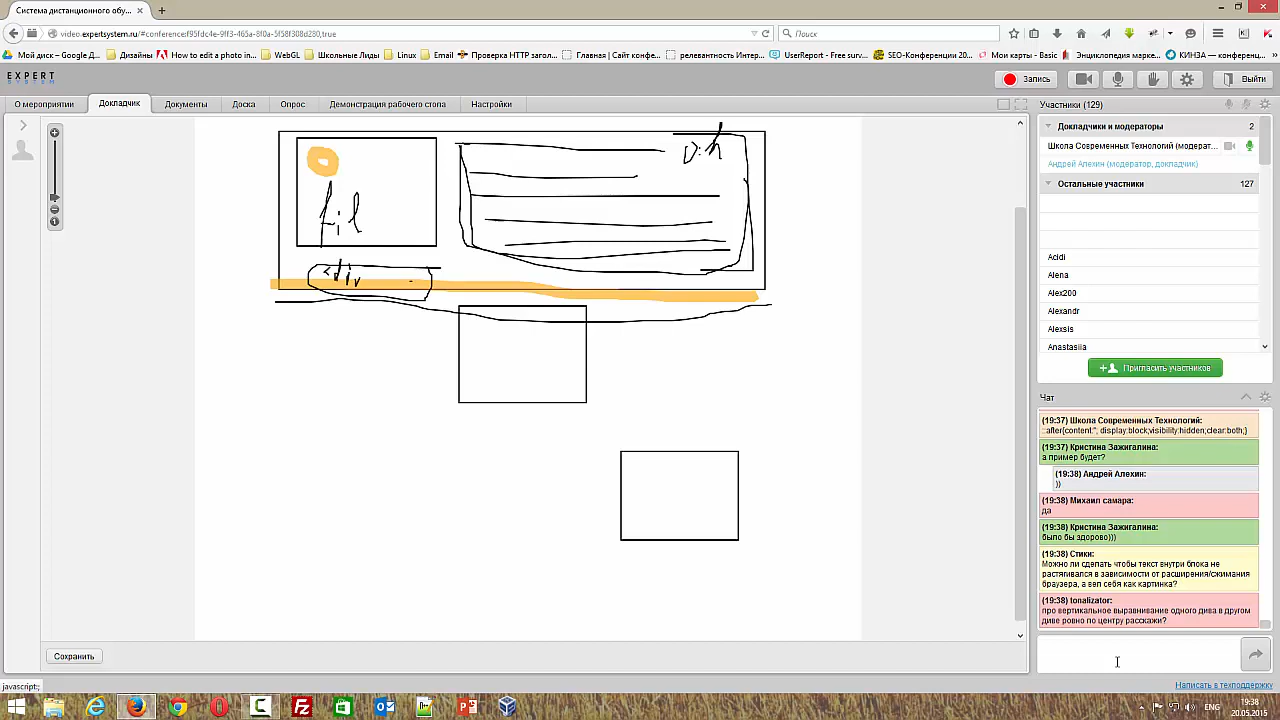 Система дистанционного обу...
video.expertsystem.ru/#conference:f95fdc4e-9ff3-465a-8f0a-5f58f308d280,true
Поиск
Мой диск — Google Д...
Дизайны
How to edit a photo in...
WebGL
Школьные Лиды
Linux
Email
Проверка HTTP загол...
Главная | Сайт конфе...
релевотность Интер...
UserReport - Free surv...
SEO-Конференции 20...
Мои карты - Basic
Энциклопедия марке...
КИНЗА — конференц...
EXPERT
SYSTEM
Запись
Выйти
О мероприятии
Докладчик
Документы
Доска
Опрос
Демонстрация рабочего стола
Настройки
Участники (129)
Докладчики и модераторы 2
Школа Современных Технологий (модерат...
Андрей Алехин (модератор, докладчик)
Остальные участники 127
Acidi
Alena
Alex200
Alexandr
Alexsis
Anastasiia
Пригласить участников
Чат
(19:37) Школа Современных Технологий:
::after{content:'', display:block;visibility:hidden;clear:both;}
(19:37) Кристина Зажигалина:
а пример будет?
(19:38) Андрей Алехин:
))
(19:38) Михаил самара:
да
(19:38) Кристина Зажигалина:
было бы здорово)))
(19:38) Стики:
Можно ли сделать чтобы текст внутри блока не
растягивался в зависимости от расширения/сжимания
браузера, а вел себя как картинка?
(19:38) tonalizator:
про вертикальное выравнивание одного дива в другом
диве ровно по центру расскажи?
<div
Сохранить
Написать в техподдержку
javascript:;
ENG
19:38
20.05.2015